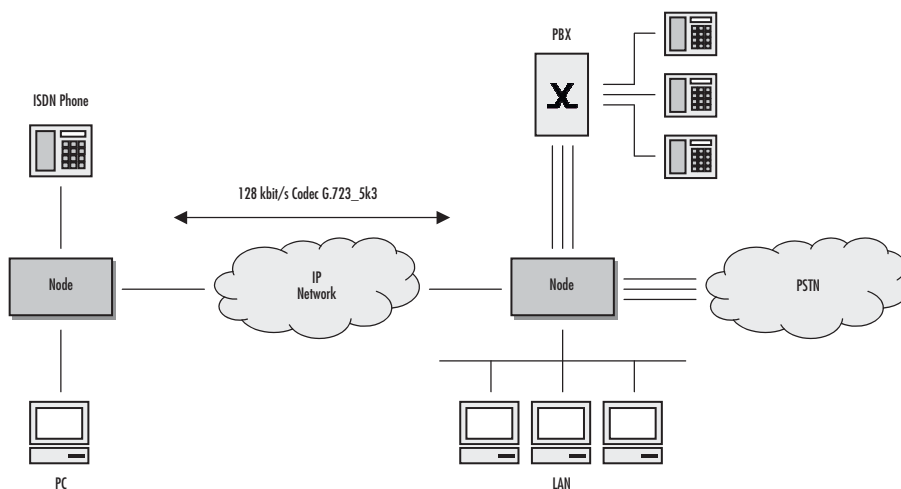 PBX
ISDN Phone
128 kbit/s Codec G.723_5k3
Node
IP
Network
Node
PSTN
PC
LAN